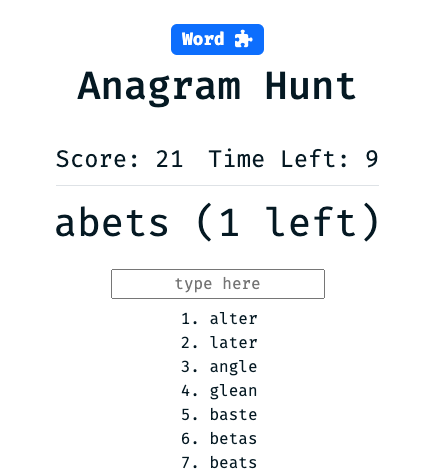 Word
Anagram Hunt
Score: 21 Time Left: 9
abets (1 left)
type here
1. alter
2. later
3. angle
4. glean
5. baste
6. betas
7. beats